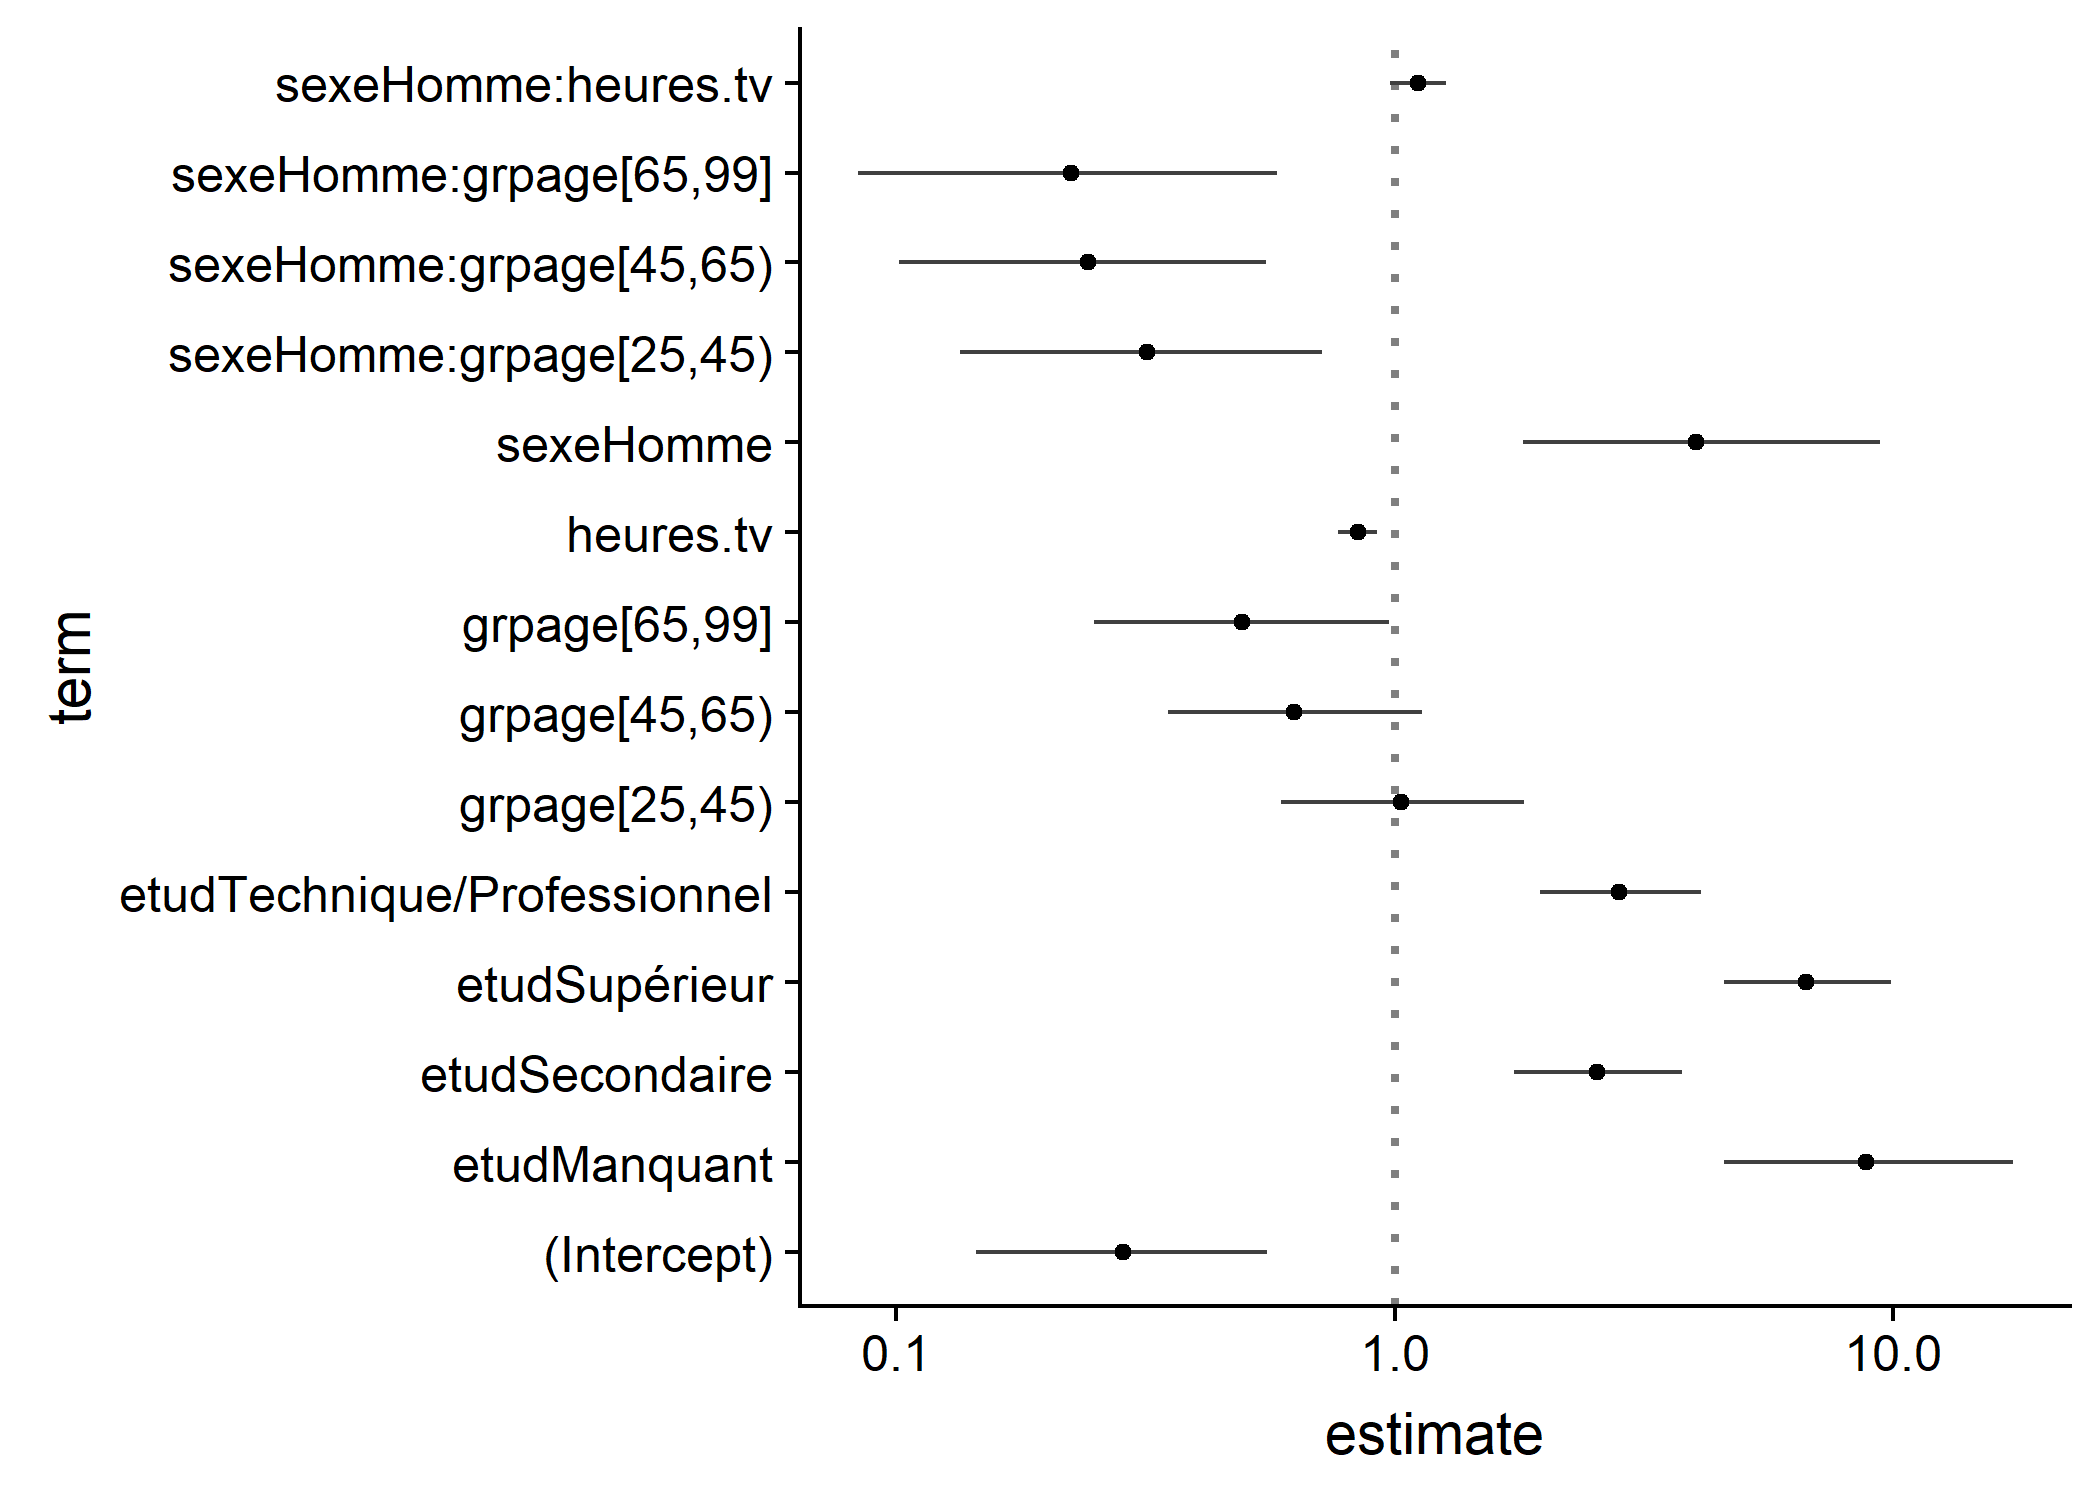 sexeHomme:heures.tv
sexeHomme:grpage[65,99]
sexeHomme:grpage[45,65)
sexeHomme:grpage[25,45)
sexeHomme
heures.tv
grpage[65,99]
grpage[45,65)
grpage[25,45)
etudTechnique/Professionnel
etudSupérieur
etudSecondaire
etudManquant
(Intercept)
term
0.1 1.0 10.0
estimate